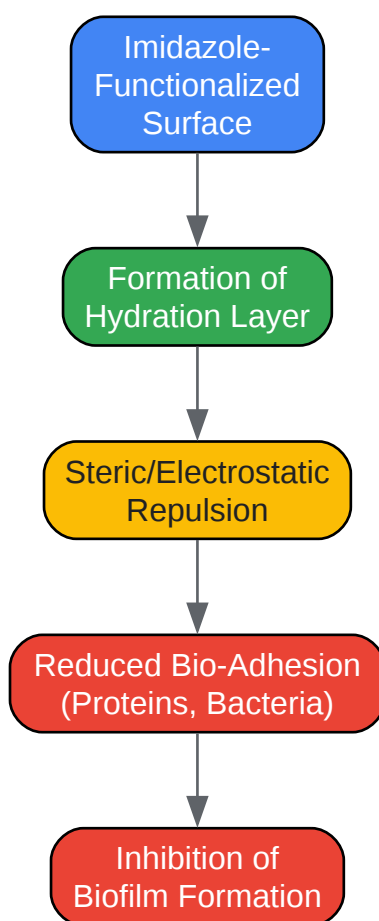 Imidazole-
Functionalized
Surface
Formation of
Hydration Layer
Steric/Electrostatic
Repulsion
Reduced Bio-Adhesion
(Proteins, Bacteria)
Inhibition of
Biofilm Formation